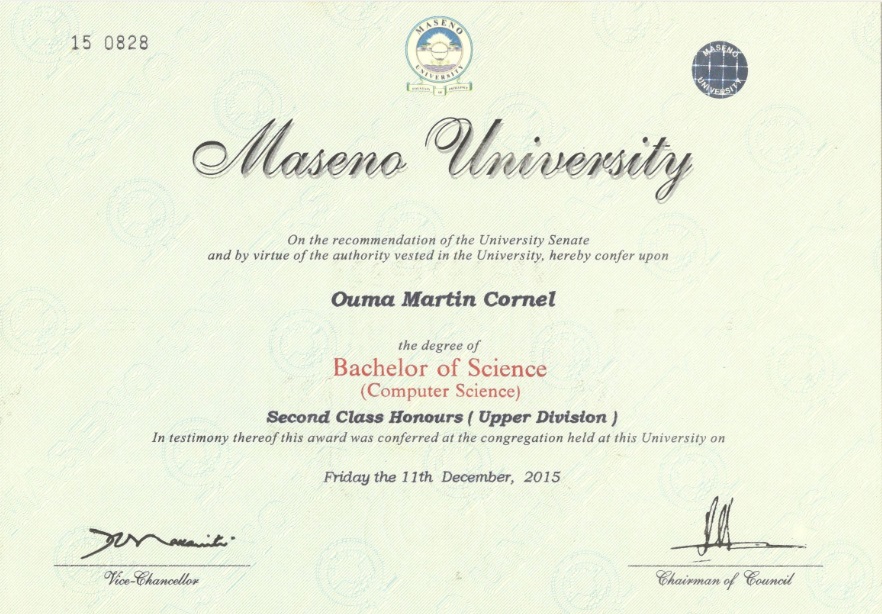 15 0828
MASENO
UNIVERSITY
MASENO
UNIVERSITY
Maseno University
On the recommendation of the University Senate
and by virtue of the authority vested in the University, hereby confer upon
Ouma Martin Cornel
the degree of
Bachelor of Science
(Computer Science)
Second Class Honours ( Upper Division )
In testimony thereof this award was conferred at the congregation held at this University on
Friday the 11th December, 2015
Vice-Chancellor
Chairman of Council